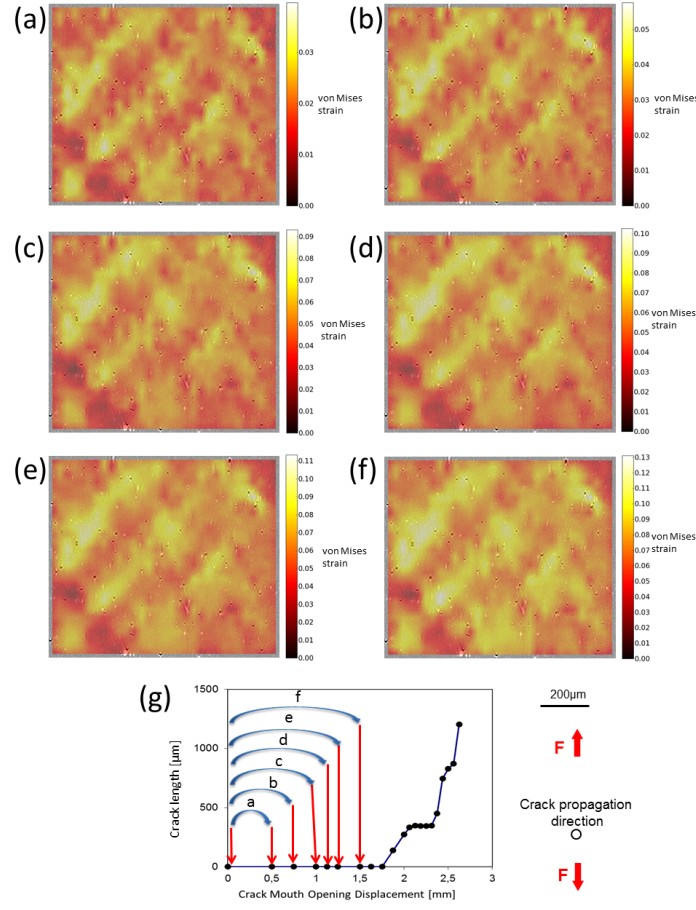 (a)
0.03
0.02
0.01
0.00
von Mises
strain
(b)
0.05
0.04
0.03
0.02
0.01
0.00
von Mises
strain
(c)
0.09
0.08
0.07
0.06
0.05
0.04
0.03
0.02
0.01
0.00
von Mises
strain
(d)
0.10
0.09
0.08
0.07
0.06
0.05
0.04
0.03
0.02
0.01
0.00
von Mises
strain
(e)
0.11
0.10
0.09
0.08
0.07
0.06
0.05
0.04
0.03
0.02
0.01
0.00
von Mises
strain
(f)
0.13
0.12
0.11
0.10
0.09
0.08
0.07
0.06
0.05
0.04
0.03
0.02
0.01
0.00
von Mises
strain
(g)
1500
1000
500
0
Crack length [µm]
f
e
d
c
b
a
0
0,5
1
1,5
2
2,5
3
Crack Mouth Opening Displacement [mm]
200µm
F
Crack propagation
direction
F